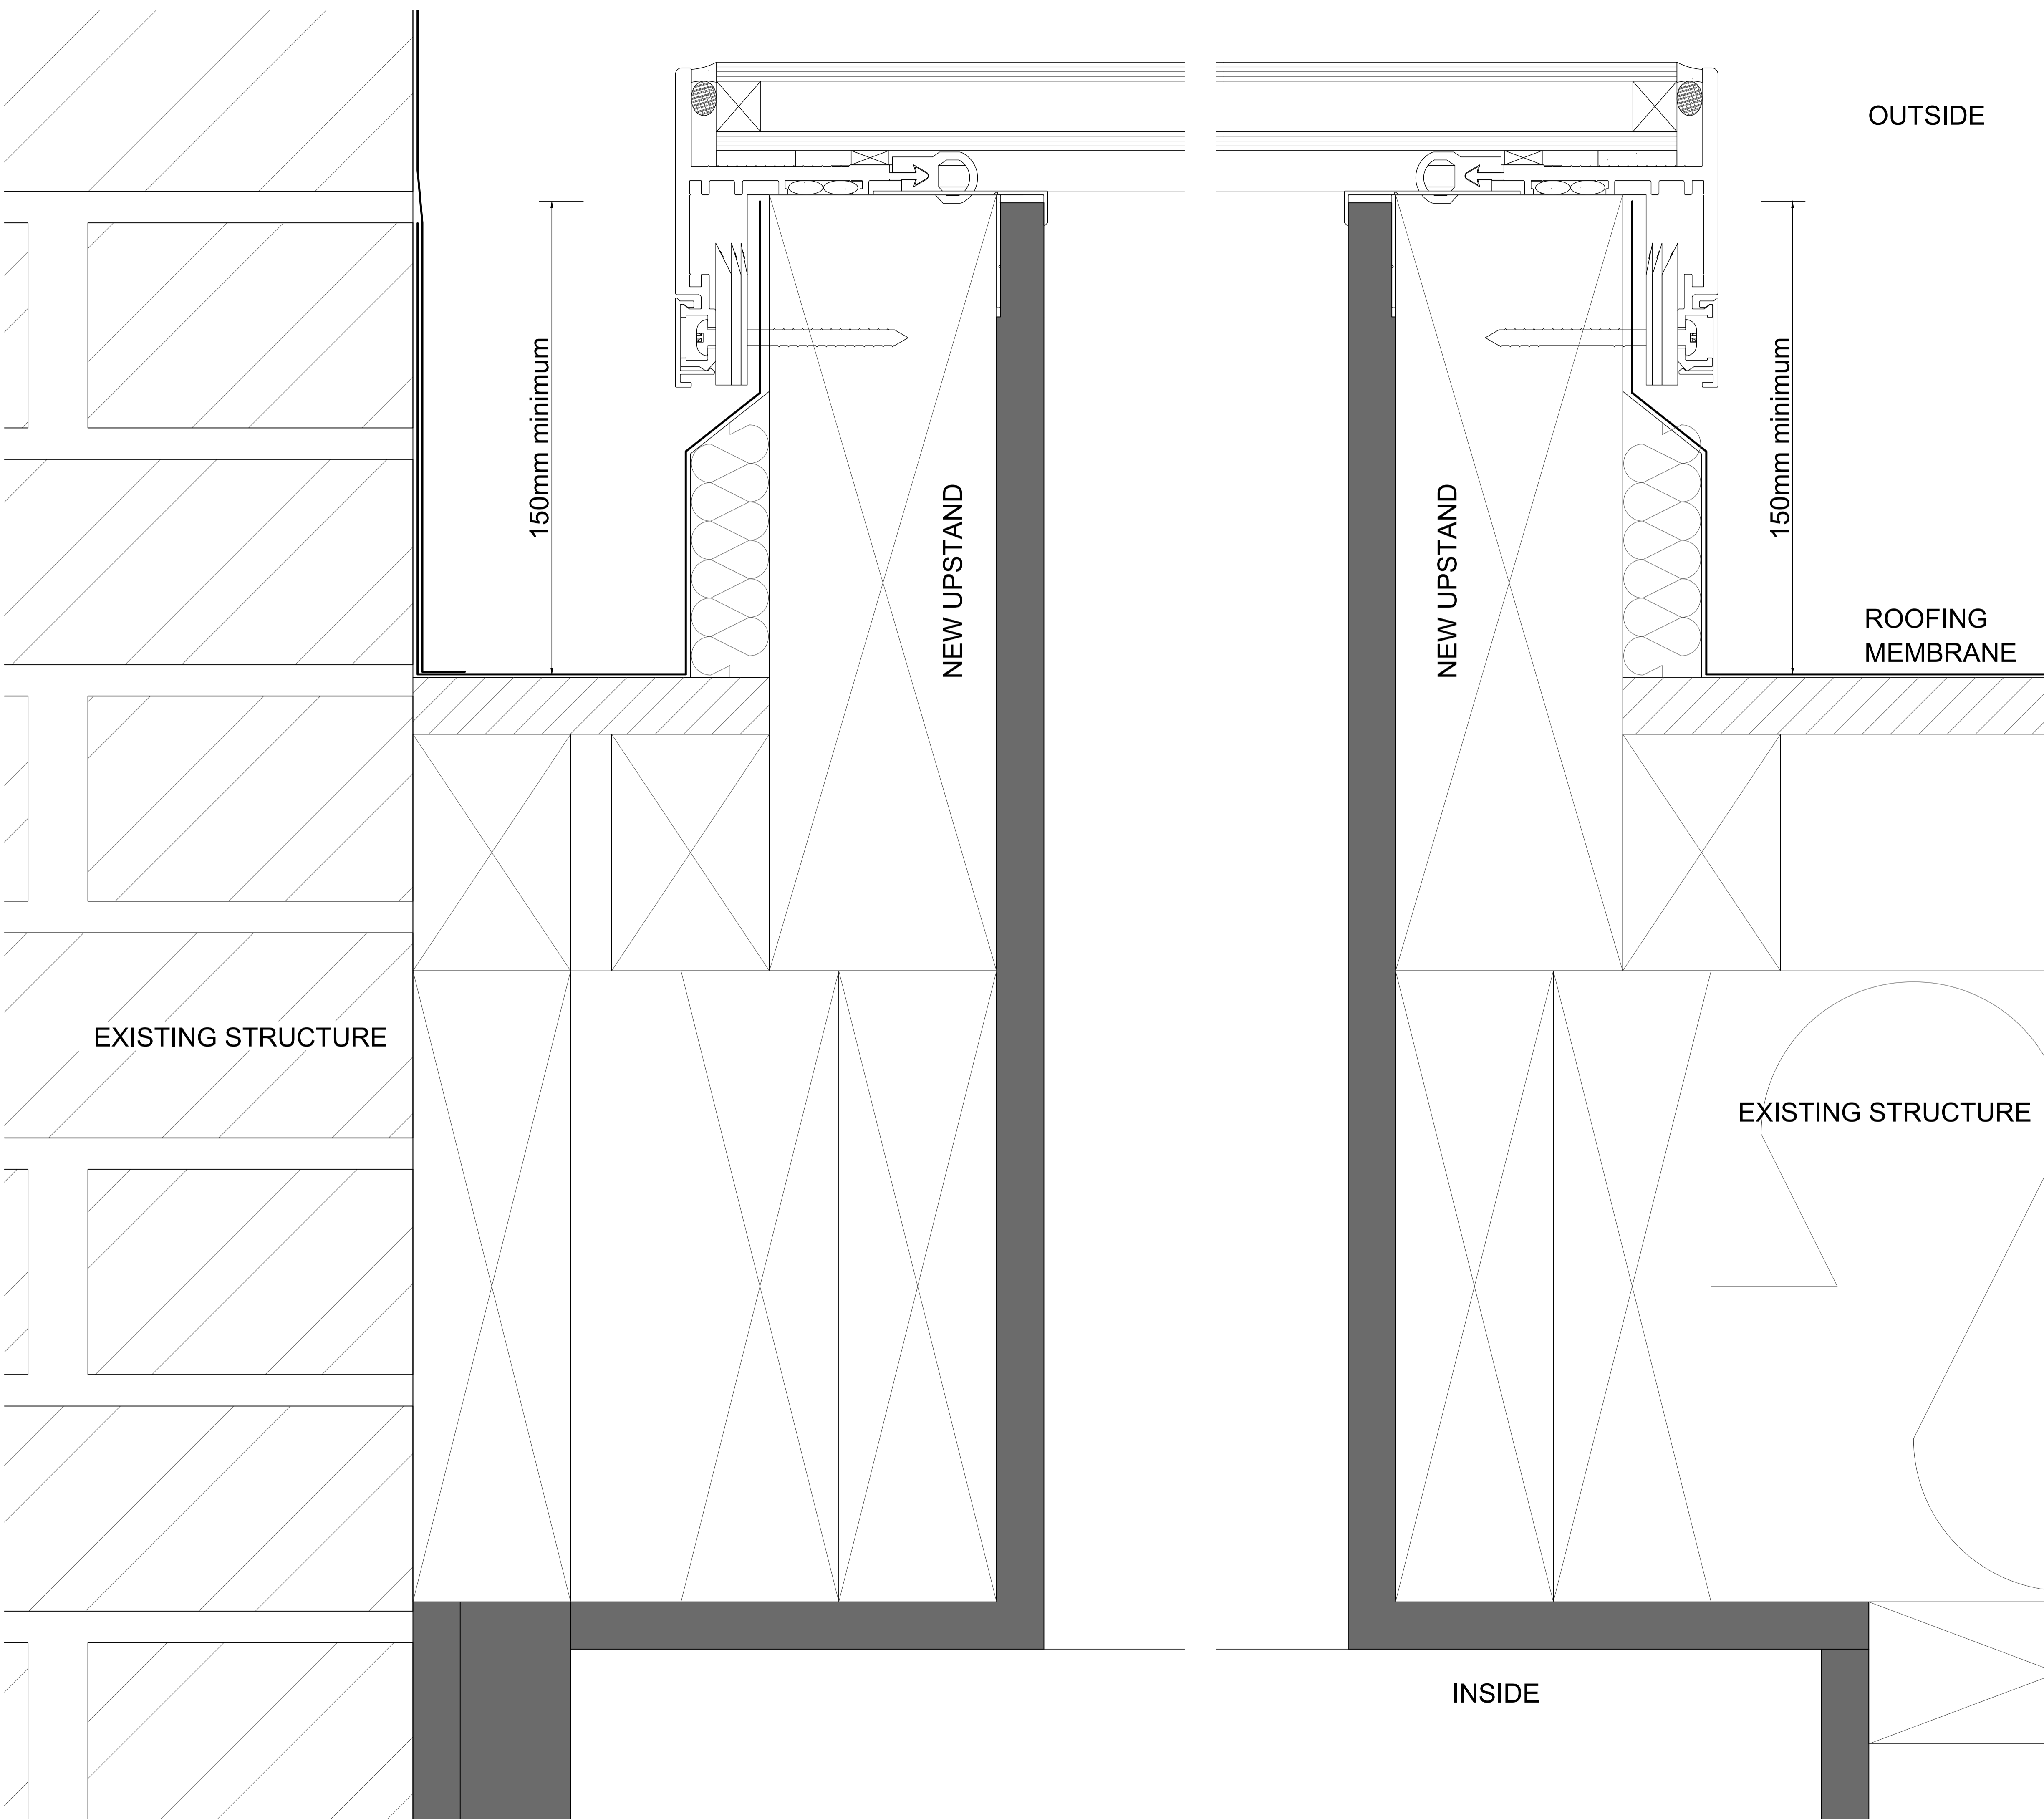 OUTSIDE
150mm minimum
NEW UPSTAND
NEW UPSTAND
150mm minimum
ROOFING
MEMBRANE
EXISTING STRUCTURE
EXISTING STRUCTURE
INSIDE